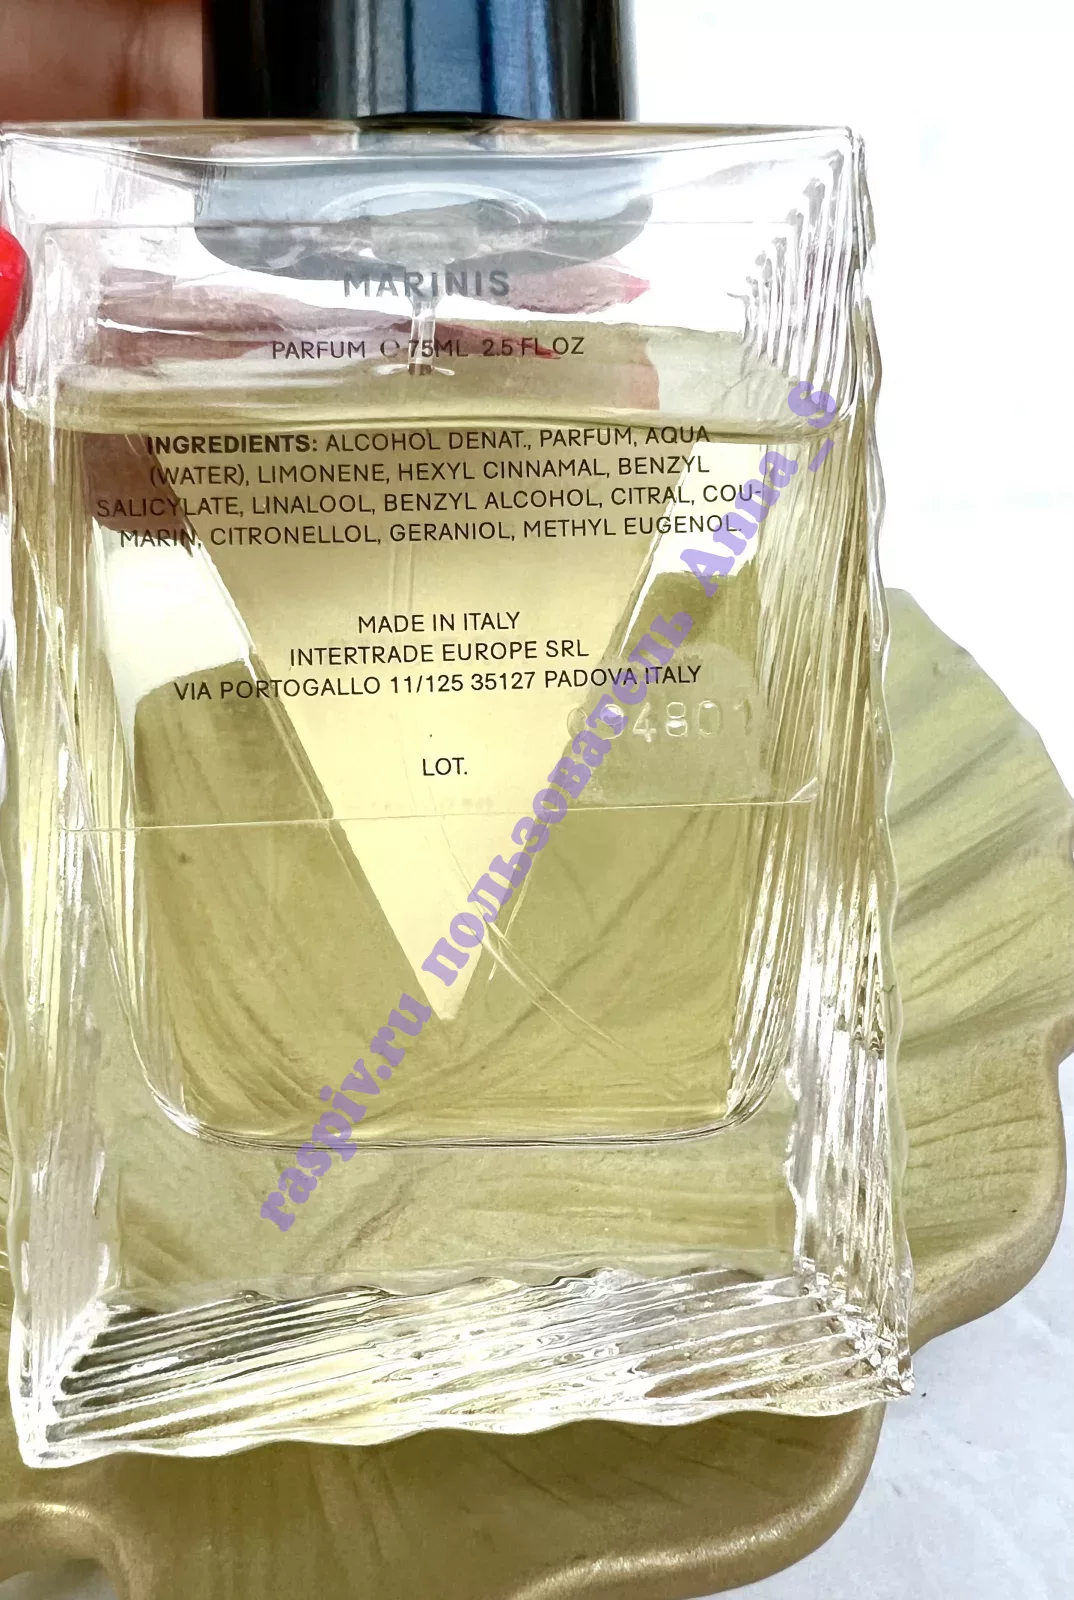 MARINIS
PARFUM ℮ 75ML 2.5 FL.OZ
INGREDIENTS: ALCOHOL DENAT., PARFUM, AQUA
(WATER), LIMONENE, HEXYL CINNAMAL, BENZYL
SALICYLATE, LINALOOL, BENZYL ALCOHOL, CITRAL, COU-
MARIN, CITRONELLOL, GERANIOL, METHYL EUGENOL.
MADE IN ITALY
INTERTRADE EUROPE SRL
VIA PORTOGALLO 11/125 35127 PADOVA ITALY
LOT.
raspiv.ru пользователь Anna_S